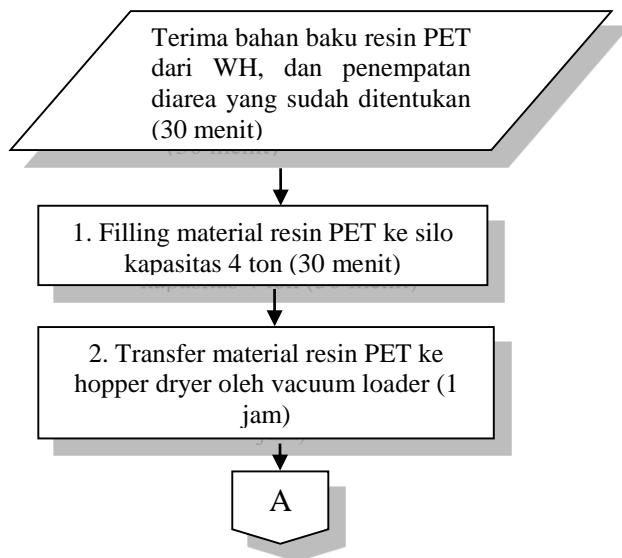 Terima bahan baku resin PET
dari WH, dan penempatan
diarea yang sudah ditentukan
(30 menit)
1. Filling material resin PET ke silo
kapasitas 4 ton (30 menit)
2. Transfer material resin PET ke
hopper dryer oleh vacuum loader (1
jam)
A